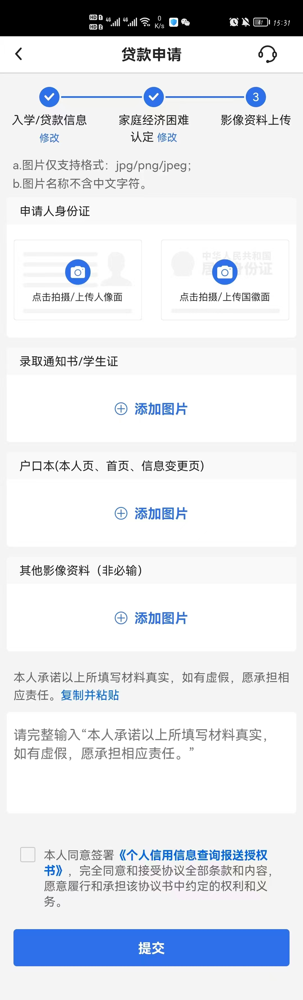 HD 1 4G 4G 0 41 15:31
HD 2 K/s
贷款申请
3
入学/贷款信息 家庭经济困难 影像资料上传
修改 认定 修改
a.图片仅支持格式：jpg/png/jpeg；
b.图片名称不含中文字符。
申请人身份证
中华人民共和国
居民身份证
点击拍摄/上传人像面 点击拍摄/上传国徽面
录取通知书/学生证
添加图片
户口本(本人页、首页、信息变更页)
添加图片
其他影像资料（非必输）
添加图片
本人承诺以上所填写材料真实，如有虚假，愿承担相
应责任。复制并粘贴
请完整输入“本人承诺以上所填写材料真实，
如有虚假，愿承担相应责任。”
本人同意签署《个人信用信息查询报送授权
书》，完全同意和接受协议全部条款和内容，
愿意履行和承担该协议书中约定的权利和义
务。
提交